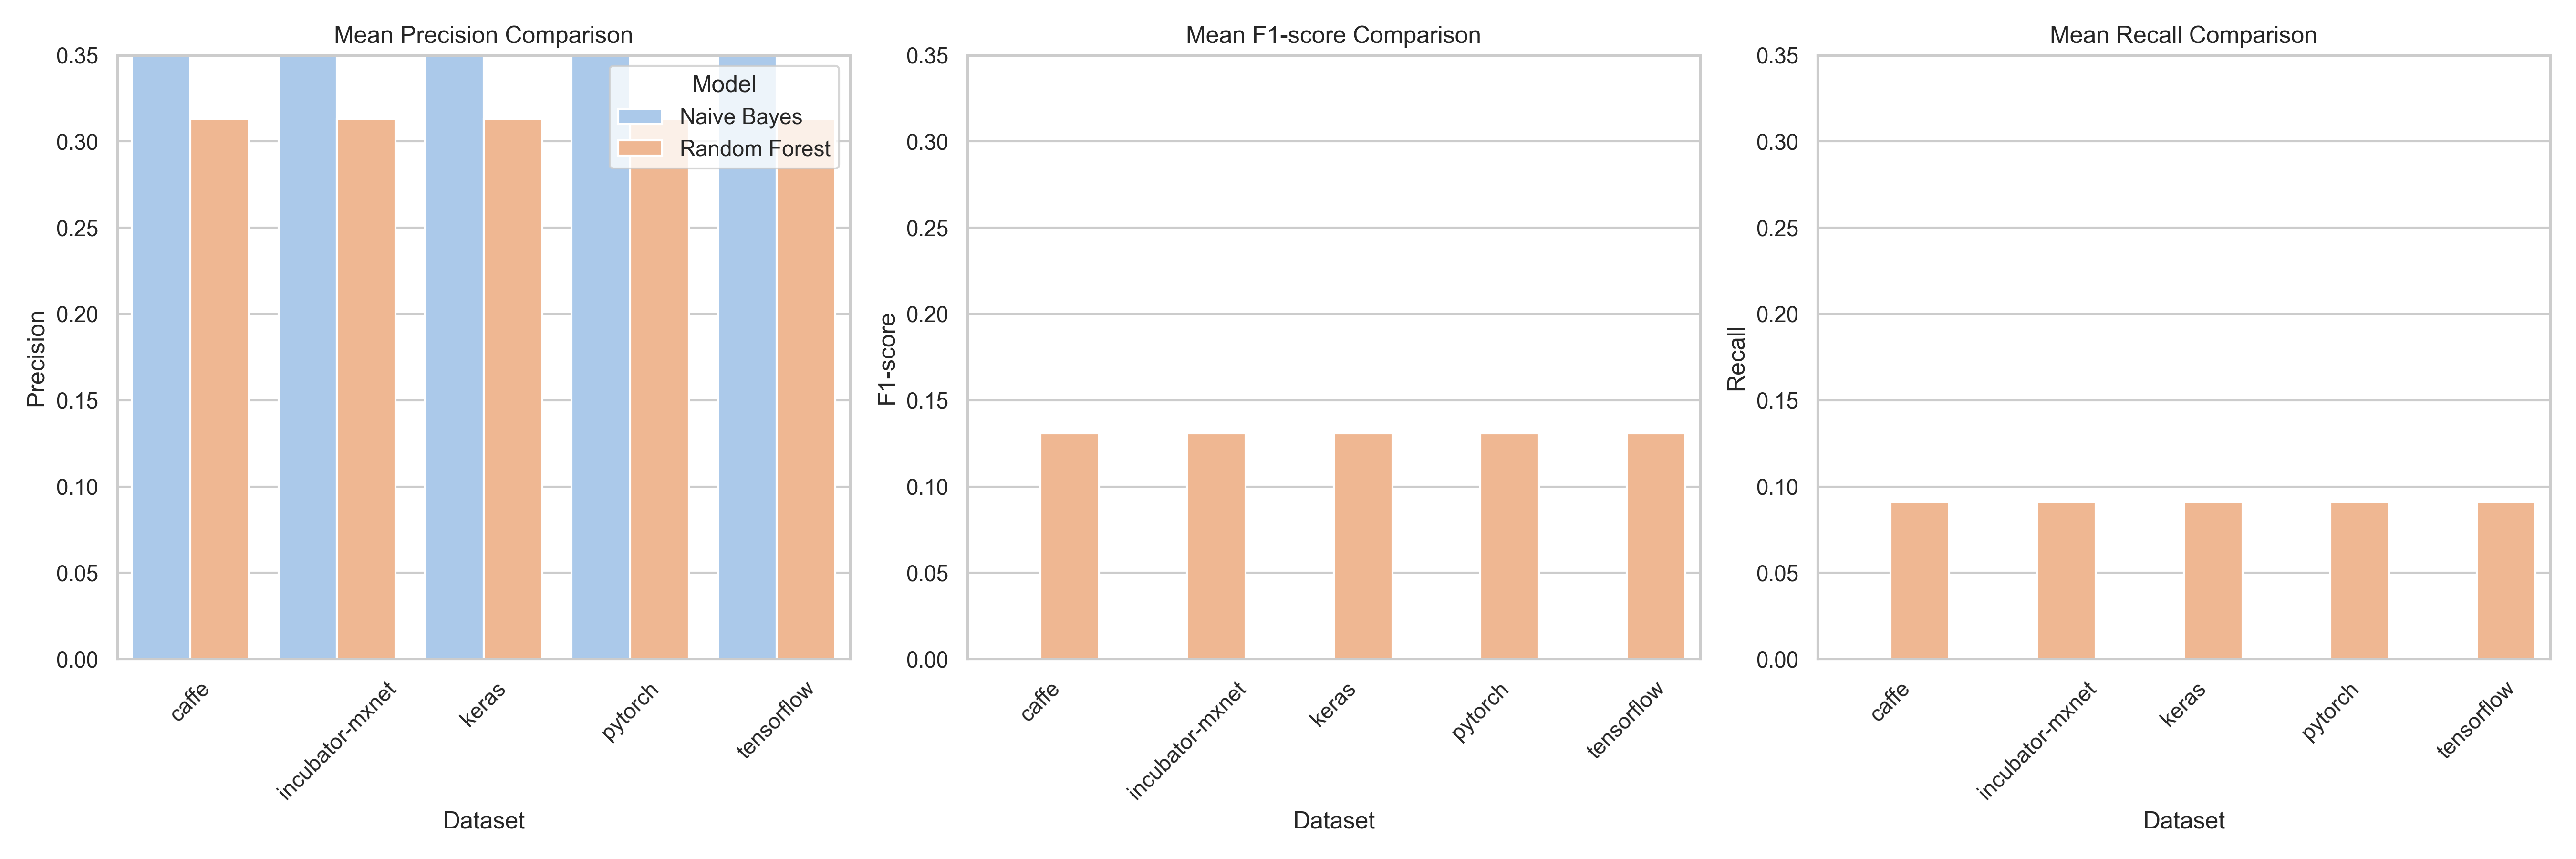 Mean Precision Comparison
Precision
0.35
0.30
0.25
0.20
0.15
0.10
0.05
0.00
Model
Naive Bayes
Random Forest
caffe
incubator-mxnet
keras
pytorch
tensorflow
Dataset
Mean F1-score Comparison
F1-score
0.35
0.30
0.25
0.20
0.15
0.10
0.05
0.00
caffe
incubator-mxnet
keras
pytorch
tensorflow
Dataset
Mean Recall Comparison
Recall
0.35
0.30
0.25
0.20
0.15
0.10
0.05
0.00
caffe
incubator-mxnet
keras
pytorch
tensorflow
Dataset